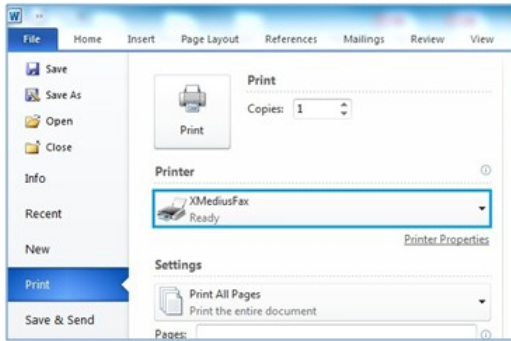 W
File Home Insert Page Layout References Mailings Review View
Save
Save As
Open
Close
Info
Recent
New
Print
Save & Send
Print
Print
Copies: 1
Printer
XMediusFax
Ready
Printer Properties
Settings
Print All Pages
Print the entire document
Pages: